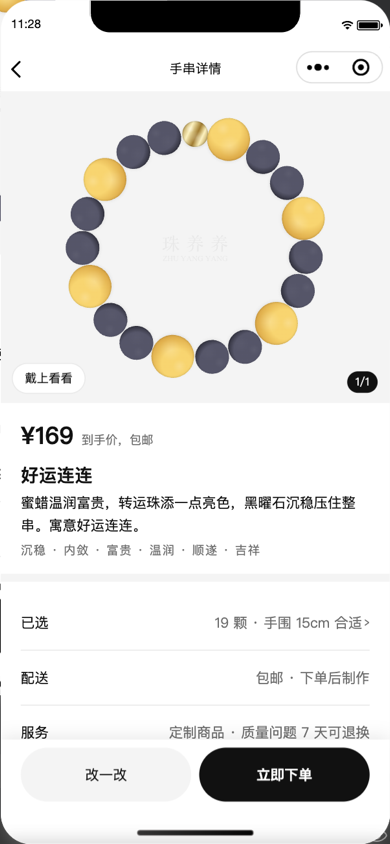 11:28
手串详情
珠养养
戴上看看
1/1
¥169 到手价，包邮
好运连连
蜜蜡温润富贵，转运珠添一点亮色，黑曜石沉稳压住整
串。寓意好运连连。
沉稳 · 内敛 · 富贵 · 温润 · 顺遂 · 吉祥
已选 19 颗 · 手围 15cm 合适>
配送 包邮 · 下单后制作
服务 定制商品 · 质量问题 7 天可退换
改一改 立即下单